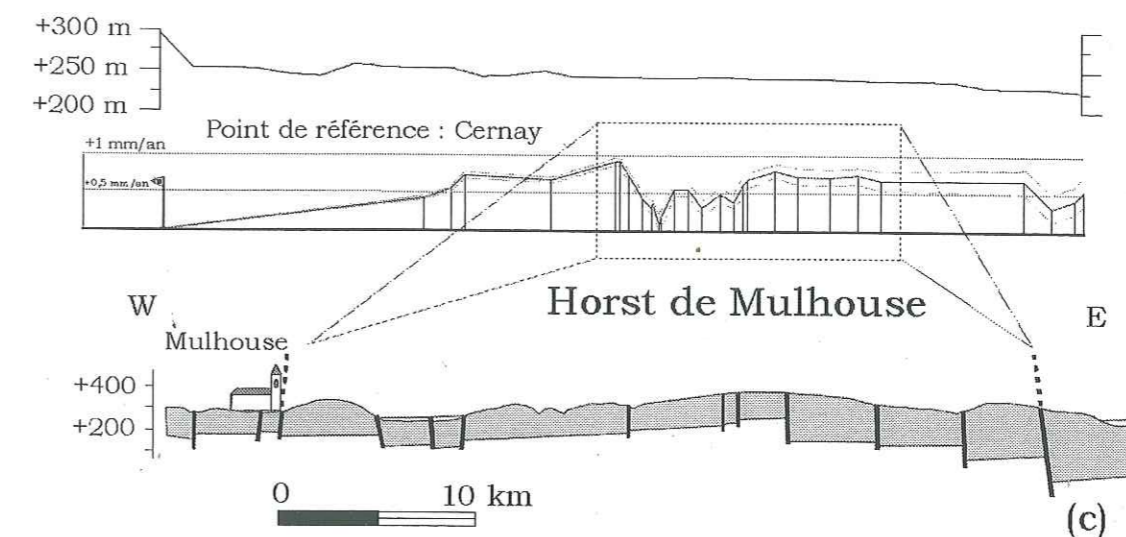 +300 m
+250 m
+200 m
Point de référence : Cernay
+1 mm/an
+0,5 mm/an
W
Horst de Mulhouse
E
Mulhouse
+400
+200
0 10 km
(c)